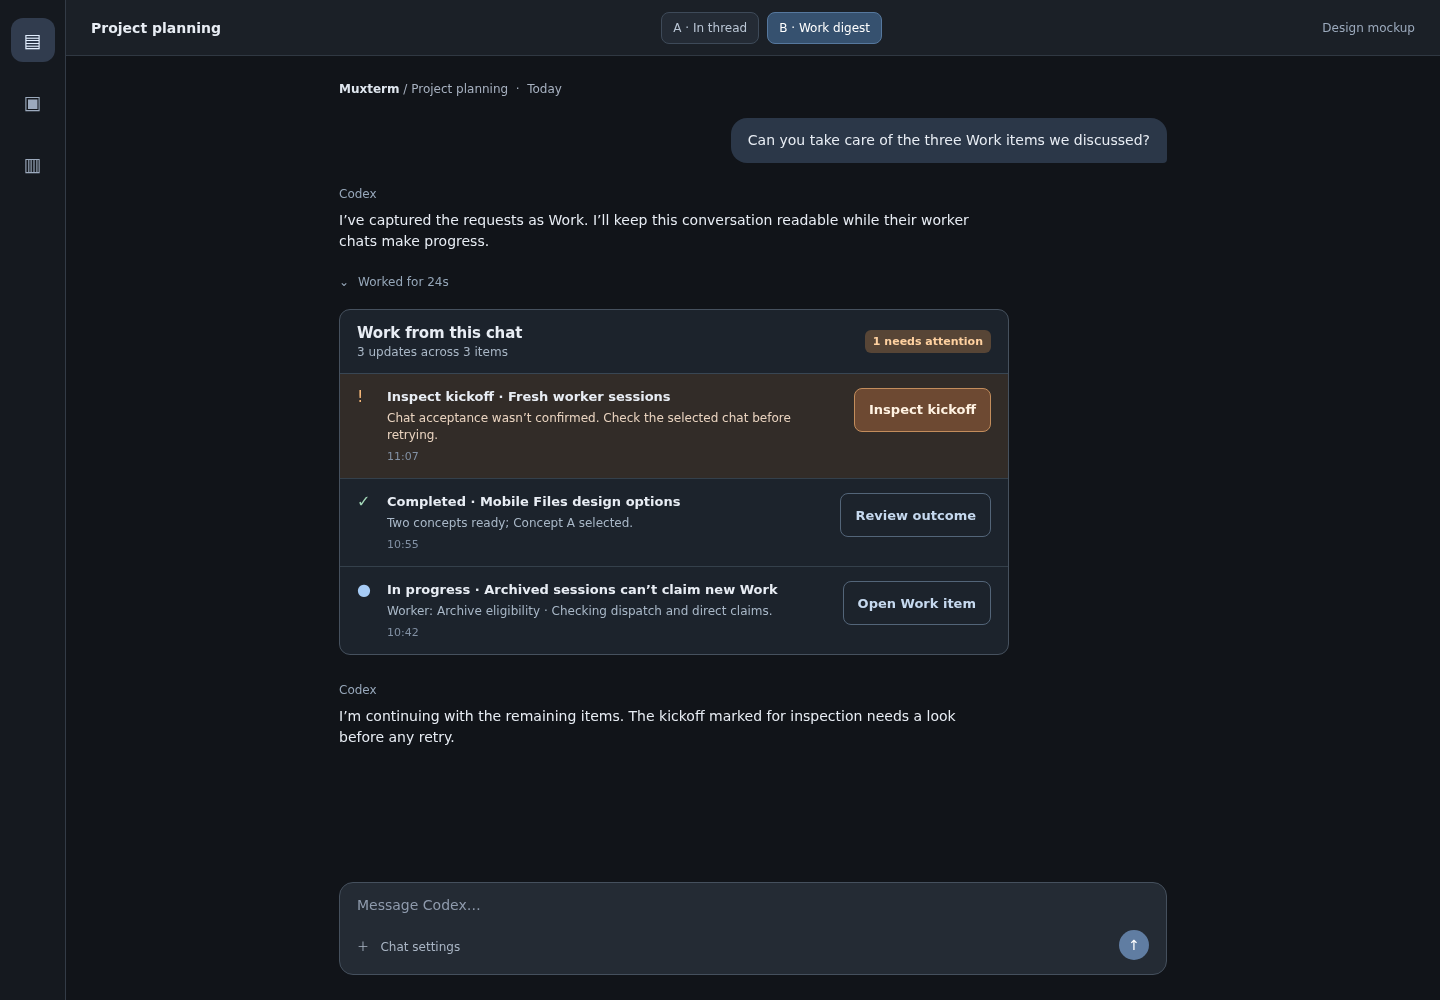 Project planning
A · In thread
B · Work digest
Design mockup
Muxterm / Project planning · Today
Can you take care of the three Work items we discussed?
Codex
I’ve captured the requests as Work. I’ll keep this conversation readable while their worker
chats make progress.
Worked for 24s
Work from this chat
3 updates across 3 items
1 needs attention
! Inspect kickoff · Fresh worker sessions
Chat acceptance wasn’t confirmed. Check the selected chat before
retrying.
11:07
Inspect kickoff
✓ Completed · Mobile Files design options
Two concepts ready; Concept A selected.
10:55
Review outcome
● In progress · Archived sessions can’t claim new Work
Worker: Archive eligibility · Checking dispatch and direct claims.
10:42
Open Work item
Codex
I’m continuing with the remaining items. The kickoff marked for inspection needs a look
before any retry.
Message Codex…
+ Chat settings
↑